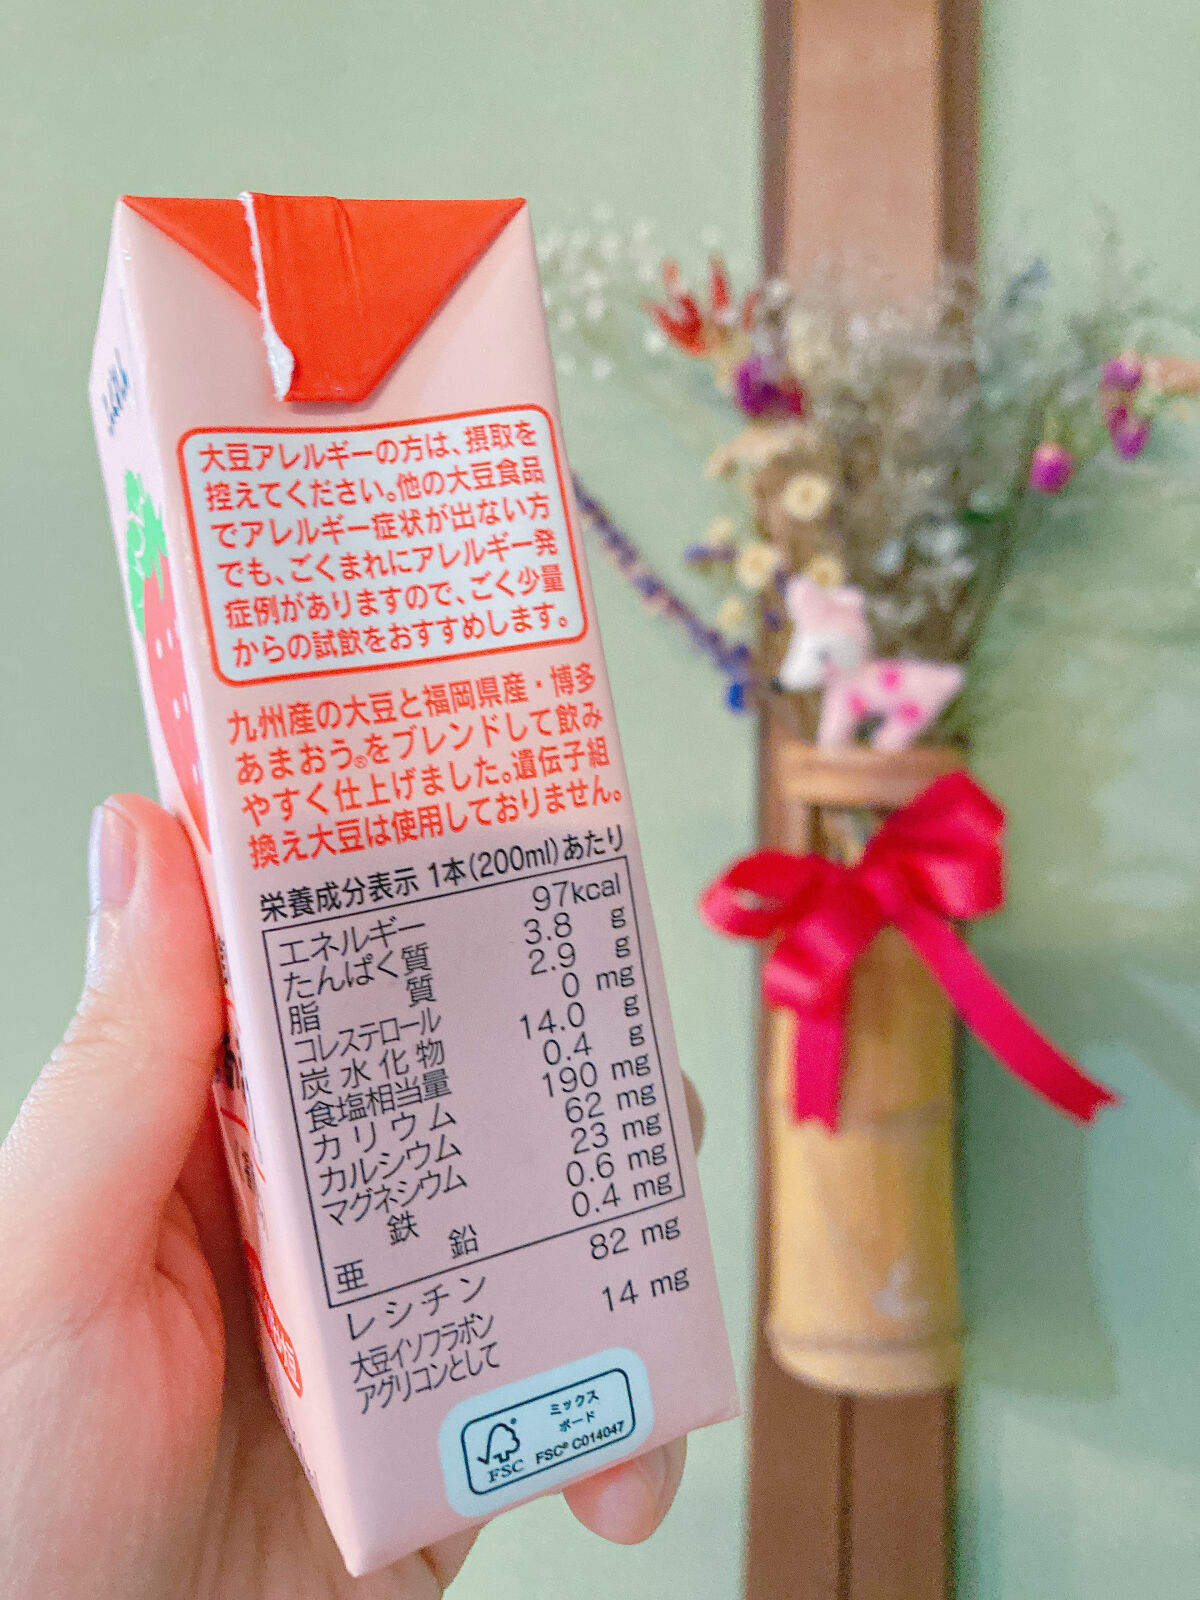 大豆アレルギーの方は、摂取を
控えてください。他の大豆食品
でアレルギー症状が出ない方
でも、ごくまれにアレルギー発
症例がありますので、ごく少量
からの試飲をおすすめします。
九州産の大豆と福岡県産・博多
あまおう®をブレンドして飲み
やすく仕上げました。遺伝子組
換え大豆は使用しておりません。
栄養成分表示 1本(200ml)あたり
エネルギー 97kcal
たんぱく質 3.8 g
脂質 2.9 g
コレステロール 0 mg
炭水化物 14.0 g
食塩相当量 0.4 g
カリウム 190 mg
カルシウム 62 mg
マグネシウム 23 mg
鉄 0.6 mg
亜鉛 0.4 mg
レシチン 82 mg
大豆イソフラボン 14 mg
アグリコンとして
ミックス
ボード
FSC FSC® C014047